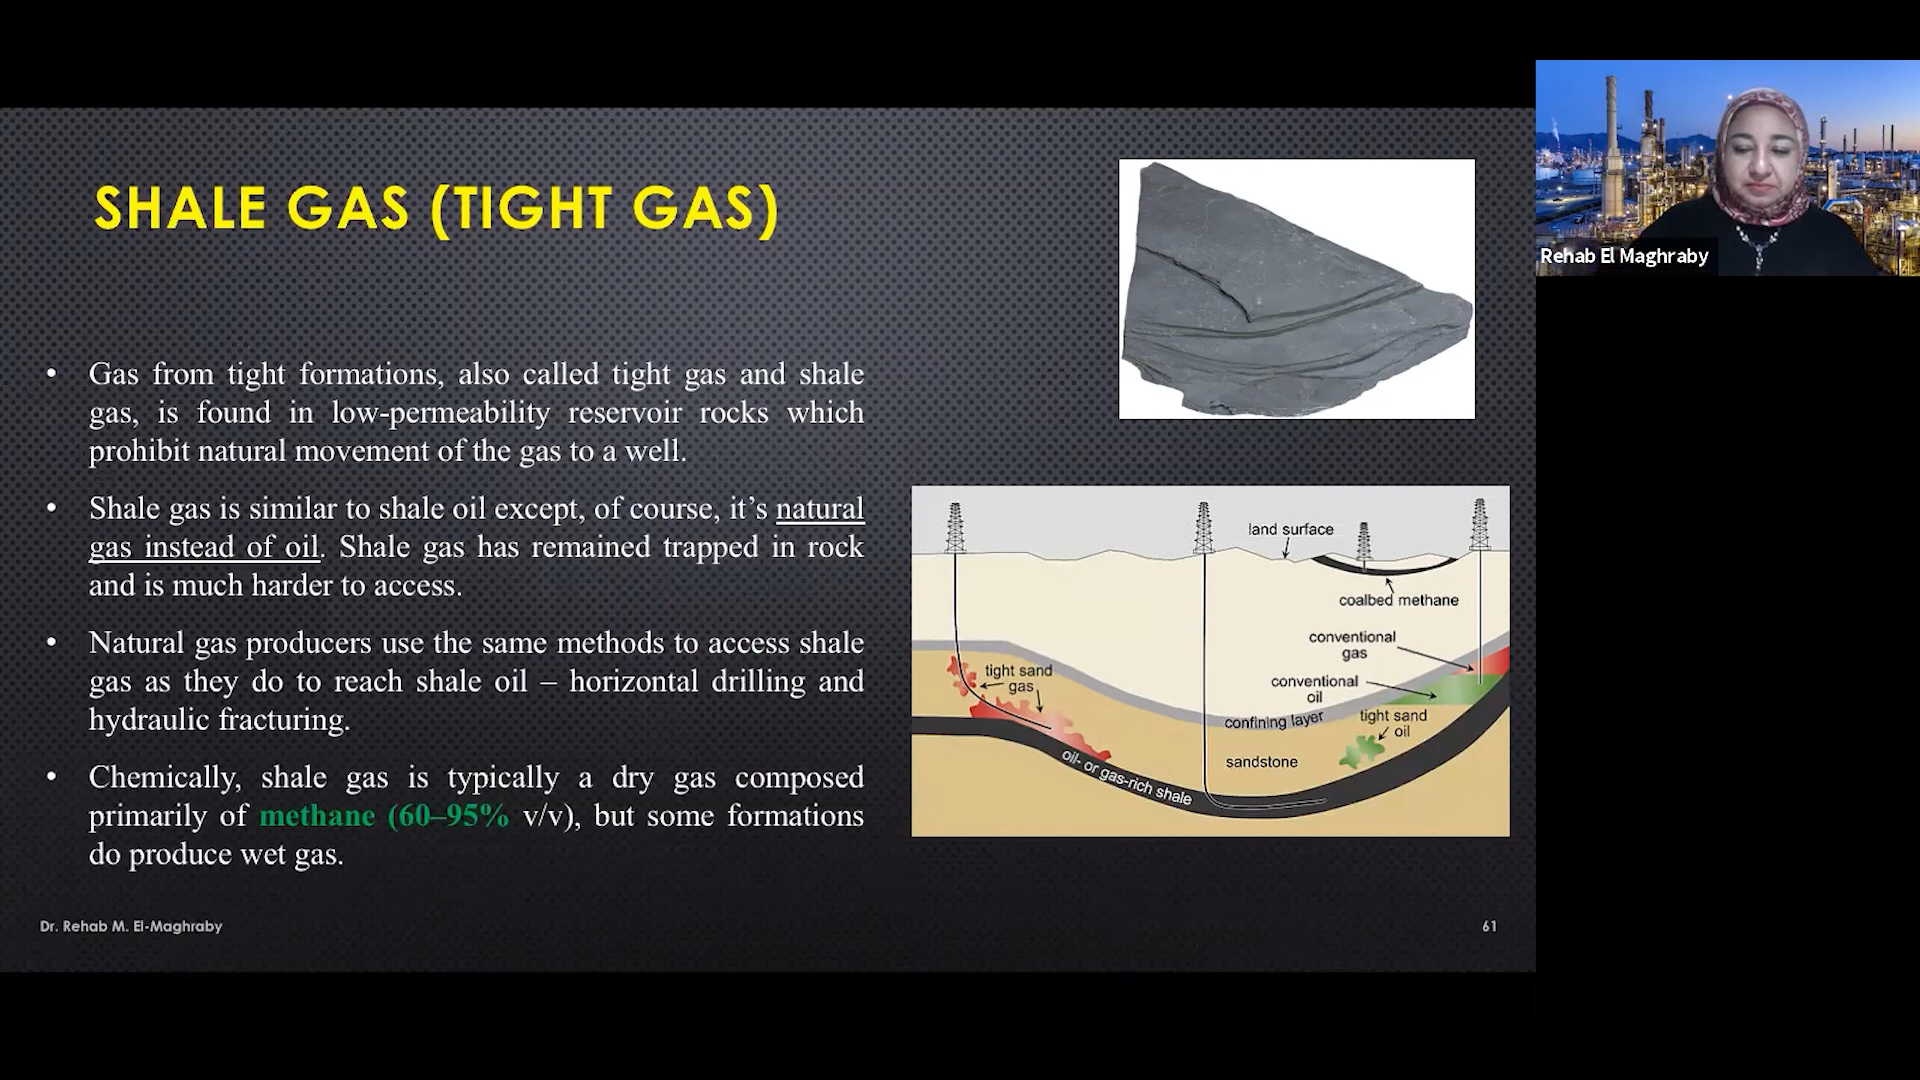 SHALE GAS (TIGHT GAS)
• Gas from tight formations, also called tight gas and shale
gas, is found in low-permeability reservoir rocks which
prohibit natural movement of the gas to a well.
• Shale gas is similar to shale oil except, of course, it’s natural
gas instead of oil. Shale gas has remained trapped in rock
and is much harder to access.
• Natural gas producers use the same methods to access shale
gas as they do to reach shale oil – horizontal drilling and
hydraulic fracturing.
• Chemically, shale gas is typically a dry gas composed
primarily of methane (60–95% v/v), but some formations
do produce wet gas.
land surface
coalbed methane
conventional
gas
conventional
oil
tight sand
gas
confining layer
tight sand
oil
sandstone
oil- or gas-rich shale
Dr. Rehab M. El-Maghraby
61
Rehab El Maghraby